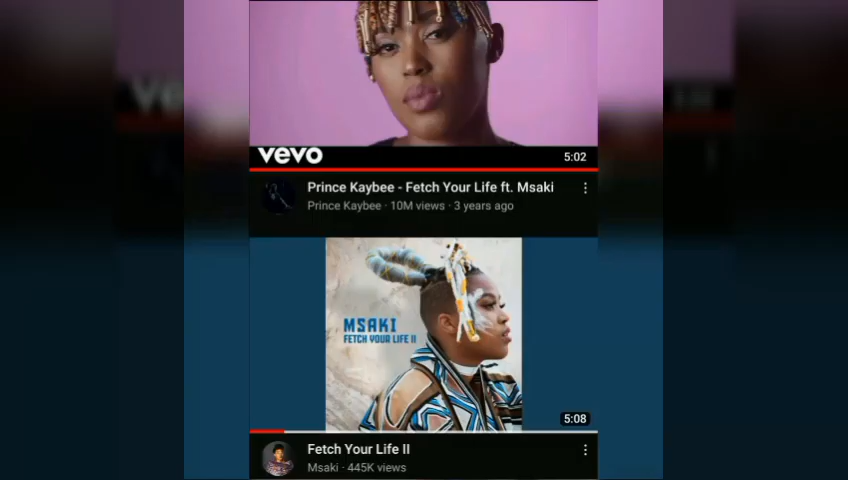 vevo
5:02
Prince Kaybee - Fetch Your Life ft. Msaki
Prince Kaybee · 10M views · 3 years ago
MSAKI
FETCH YOUR LIFE II
5:08
Fetch Your Life II
Msaki · 445K views